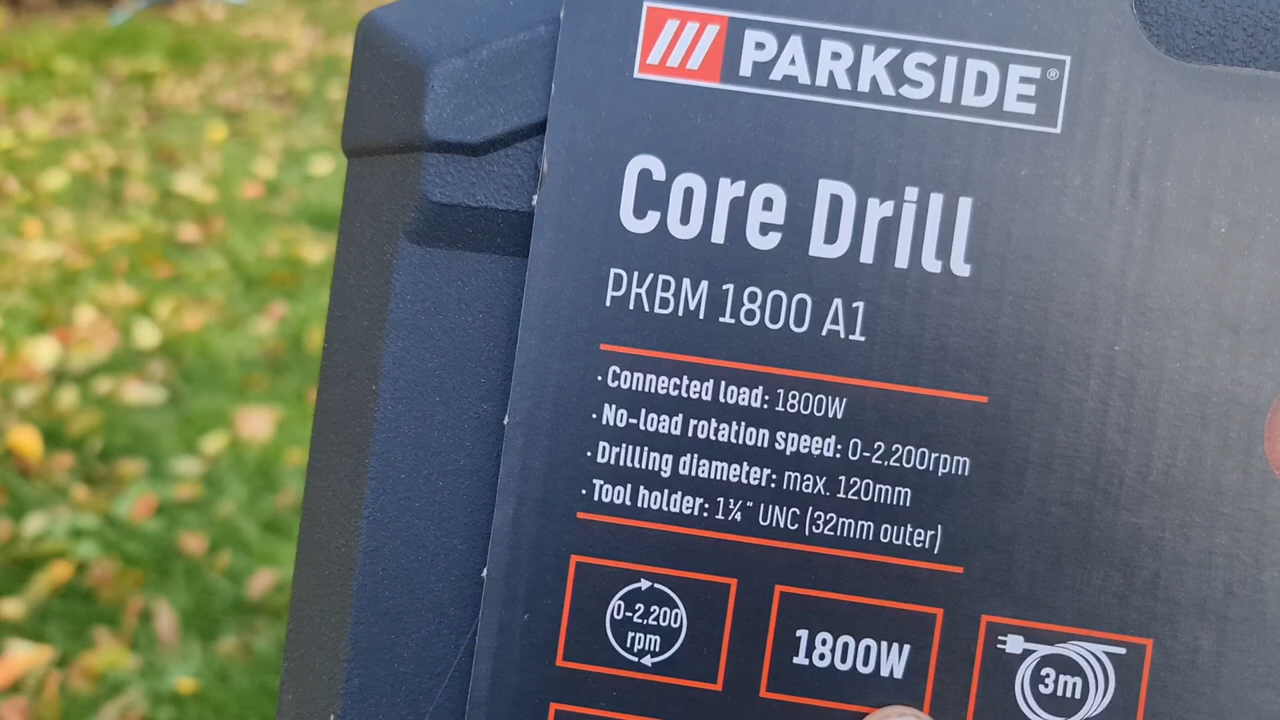 PARKSIDE®
Core Drill
PKBM 1800 A1
· Connected load: 1800W
· No-load rotation speed: 0-2,200rpm
· Drilling diameter: max. 120mm
· Tool holder: 1¼" UNC (32mm outer)
0-2,200
rpm
1800W
3m